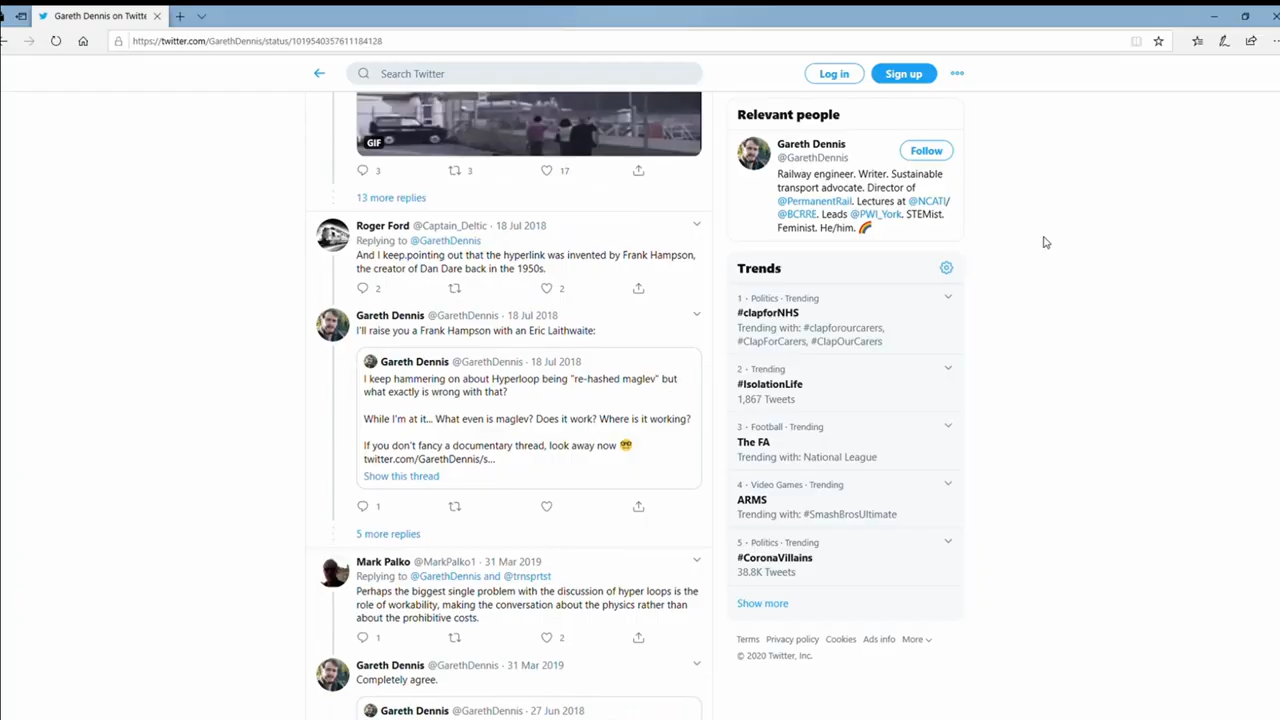 Gareth Dennis on Twitte
https://twitter.com/GarethDennis/status/1019540357611184128
Search Twitter
Log in
Sign up
GIF
3
3
17
13 more replies
Roger Ford @Captain_Deltic · 18 Jul 2018
Replying to @GarethDennis
And I keep.pointing out that the hyperlink was invented by Frank Hampson,
the creator of Dan Dare back in the 1950s.
2
2
Gareth Dennis @GarethDennis · 18 Jul 2018
I'll raise you a Frank Hampson with an Eric Laithwaite:
Gareth Dennis @GarethDennis · 18 Jul 2018
I keep hammering on about Hyperloop being "re-hashed maglev" but
what exactly is wrong with that?
While I'm at it... What even is maglev? Does it work? Where is it working?
If you don't fancy a documentary thread, look away now 🤓
twitter.com/GarethDennis/s...
Show this thread
1
5 more replies
Mark Palko @MarkPalko1 · 31 Mar 2019
Replying to @GarethDennis and @trnsprtst
Perhaps the biggest single problem with the discussion of hyper loops is the
role of workability, making the conversation about the physics rather than
about the prohibitive costs.
1
2
Gareth Dennis @GarethDennis · 31 Mar 2019
Completely agree.
Gareth Dennis @GarethDennis · 27 Jun 2018
Relevant people
Gareth Dennis
@GarethDennis
Follow
Railway engineer. Writer. Sustainable
transport advocate. Director of
@PermanentRail. Lectures at @NCATI/
@BCRRE. Leads @PWI_York. STEMist.
Feminist. He/him. 🌈
Trends
1 · Politics · Trending
#clapforNHS
Trending with: #clapforourcarers,
#ClapForCarers, #ClapOurCarers
2 · Trending
#IsolationLife
1,867 Tweets
3 · Football · Trending
The FA
Trending with: National League
4 · Video Games · Trending
ARMS
Trending with: #SmashBrosUltimate
5 · Politics · Trending
#CoronaVillains
38.8K Tweets
Show more
Terms Privacy policy Cookies Ads info More
© 2020 Twitter, Inc.